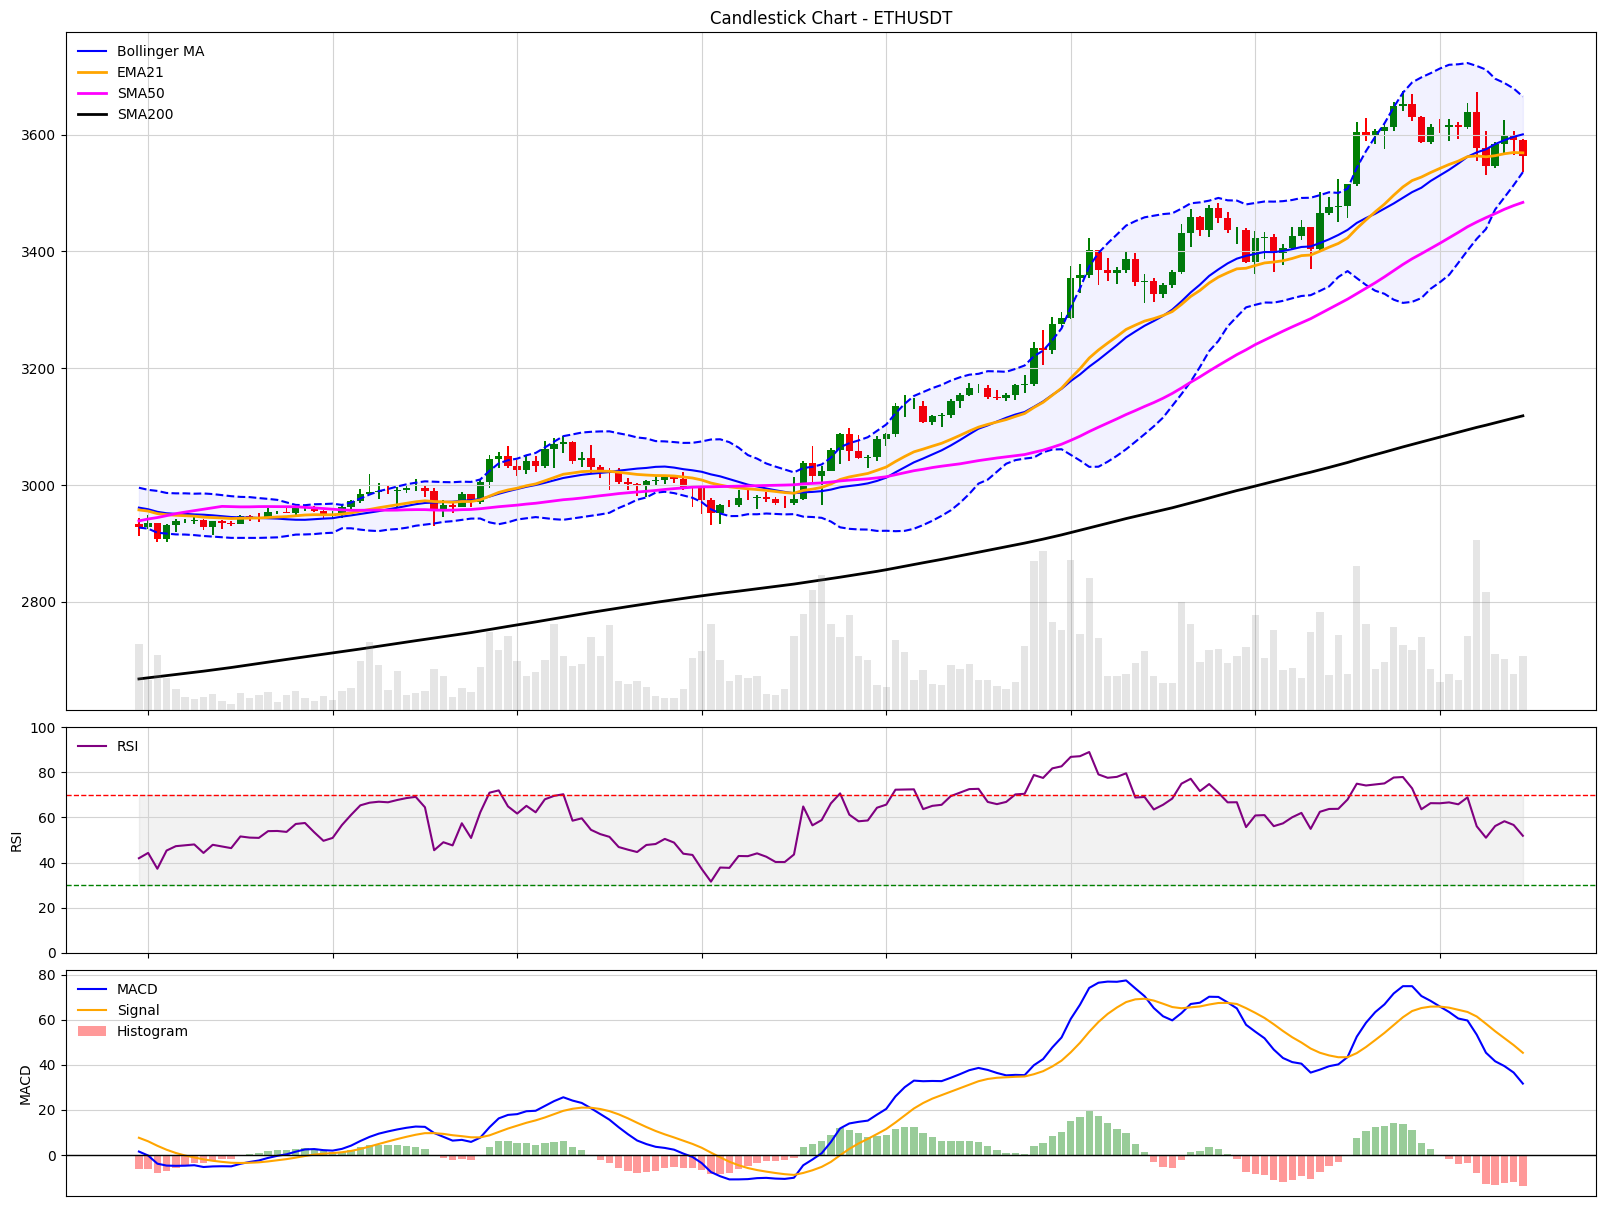 Candlestick Chart - ETHUSDT
Bollinger MA
EMA21
SMA50
SMA200
3600
3400
3200
3000
2800
100
RSI
80
60
40
20
0
RSI
80
MACD
Signal
Histogram
60
40
20
0
MACD